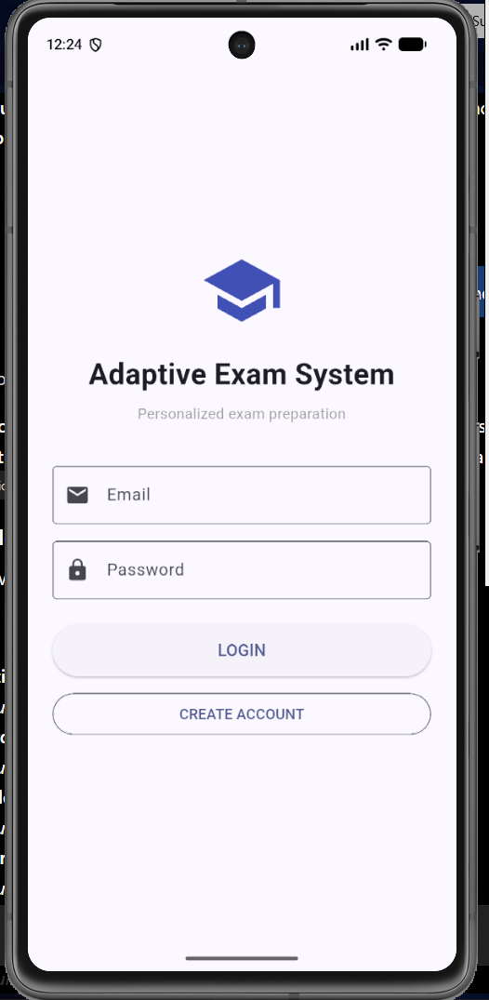 12:24
Adaptive Exam System
Personalized exam preparation
Email
Password
LOGIN
CREATE ACCOUNT